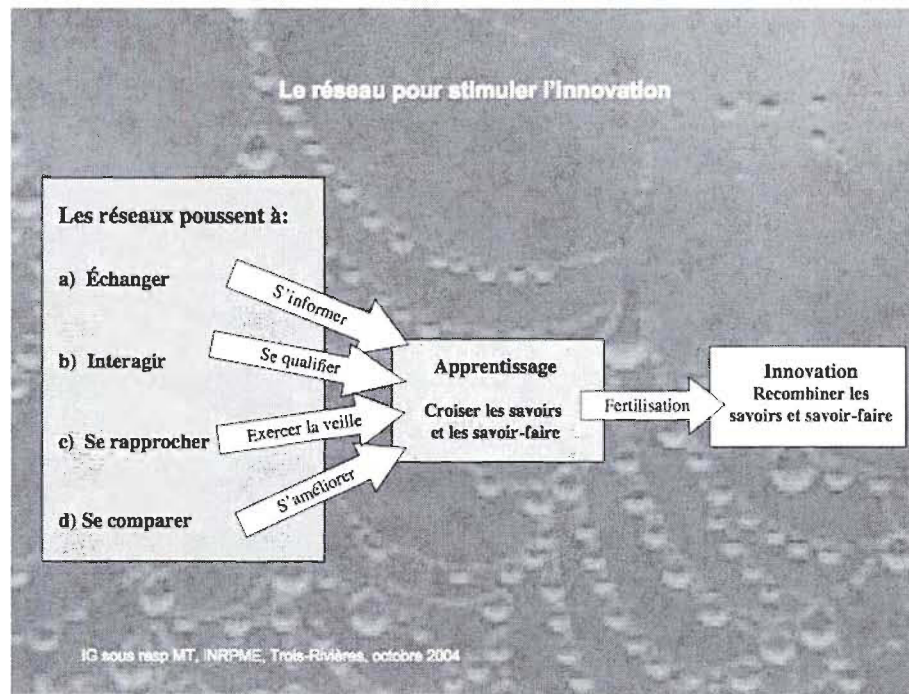 Le réseau pour stimuler l'innovation
Les réseaux poussent à:
a) Échanger
S'informer
b) Interagir
Se qualifier
c) Se rapprocher
Exercer la veille
d) Se comparer
S'améliorer
Apprentissage
Croiser les savoirs
et les savoir-faire
Fertilisation
Innovation
Recombiner les
savoirs et savoir-faire
IG sous resp MT, INRPME, Trois-Rivières, octobre 2004